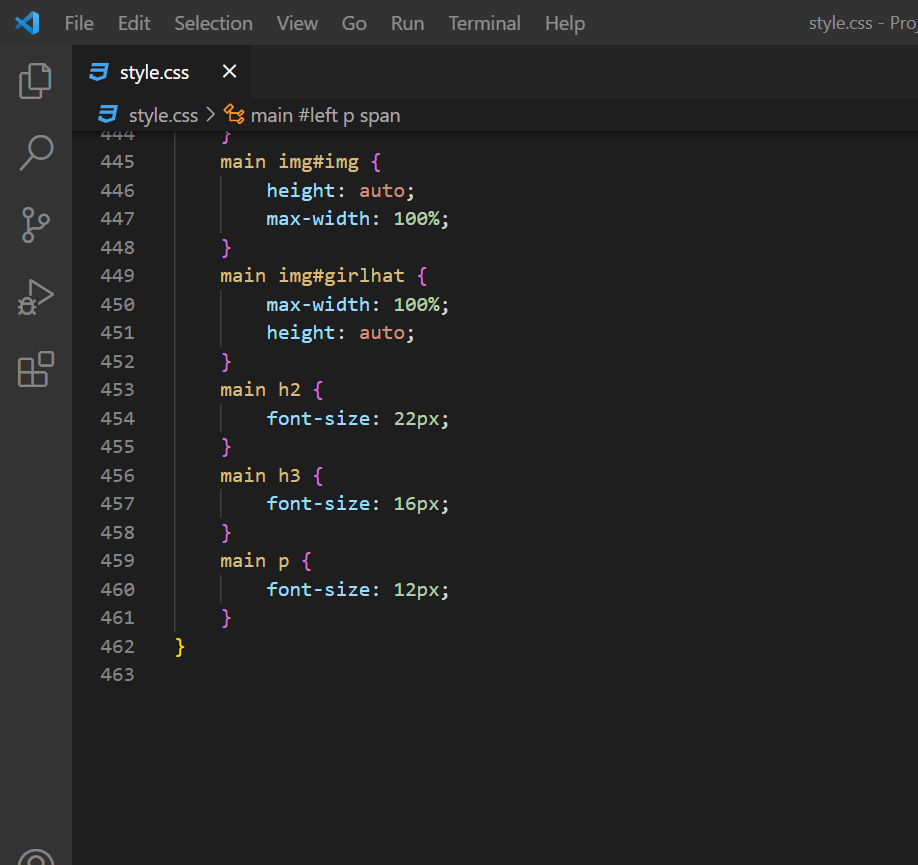 File Edit Selection View Go Run Terminal Help style.css - Pro
style.css ×
style.css > main #left p span
444 }
445 main img#img {
446 height: auto;
447 max-width: 100%;
448 }
449 main img#girlhat {
450 max-width: 100%;
451 height: auto;
452 }
453 main h2 {
454 font-size: 22px;
455 }
456 main h3 {
457 font-size: 16px;
458 }
459 main p {
460 font-size: 12px;
461 }
462 }
463